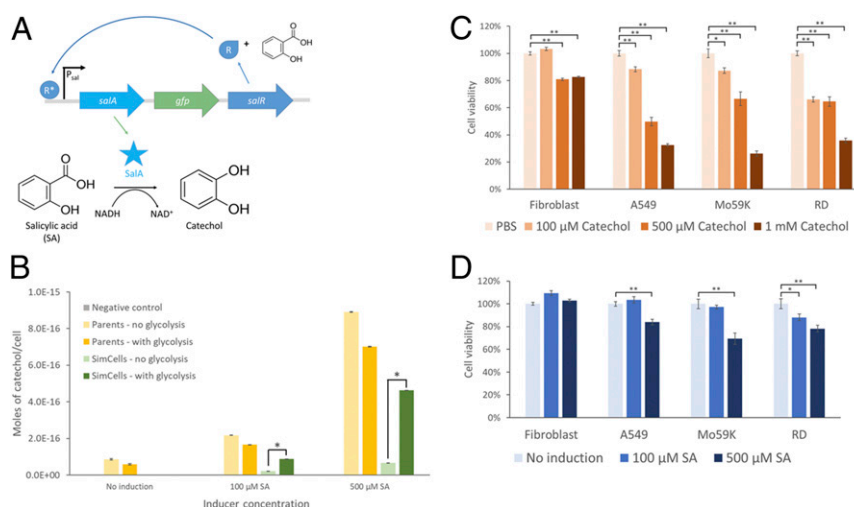 A
R
+
OH
O
OH
R*
Psal
salA
gfp
salR
SalA
O
OH
OH
OH
OH
NADH
NAD⁺
Salicylic acid
(SA)
Catechol
B
Moles of catechol/cell
1.0E-15
8.0E-16
6.0E-16
4.0E-16
2.0E-16
0.0E+00
Negative control
Parents - no glycolysis
Parents - with glycolysis
SimCells - no glycolysis
SimCells - with glycolysis
*
*
No induction
100 μM SA
500 μM SA
Inducer concentration
C
Cell viability
120%
100%
80%
60%
40%
20%
0%
**
**
**
**
**
**
**
*
**
**
**
Fibroblast
A549
Mo59K
RD
PBS
100 μM Catechol
500 μM Catechol
1 mM Catechol
D
Cell viability
120%
100%
80%
60%
40%
20%
0%
**
**
**
*
Fibroblast
A549
Mo59K
RD
No induction
100 μM SA
500 μM SA